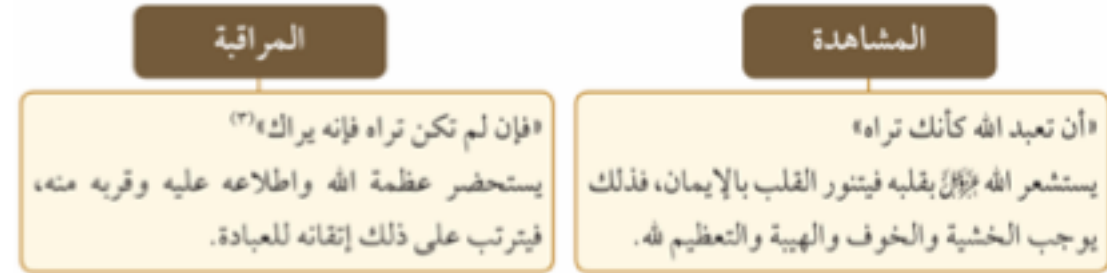 المشاهدة
«أن تعبد الله كأنك تراه»
يستشعر الله ﷿ بقلبه فيتنور القلب بالإيمان، فذلك
يوجب الخشية والخوف والهيبة والتعظيم لله.
المراقبة
«فإن لم تكن تراه فإنه يراك»(٣)
يستحضر عظمة الله واطلاعه عليه وقربه منه،
فيترتب على ذلك إتقانه للعبادة.